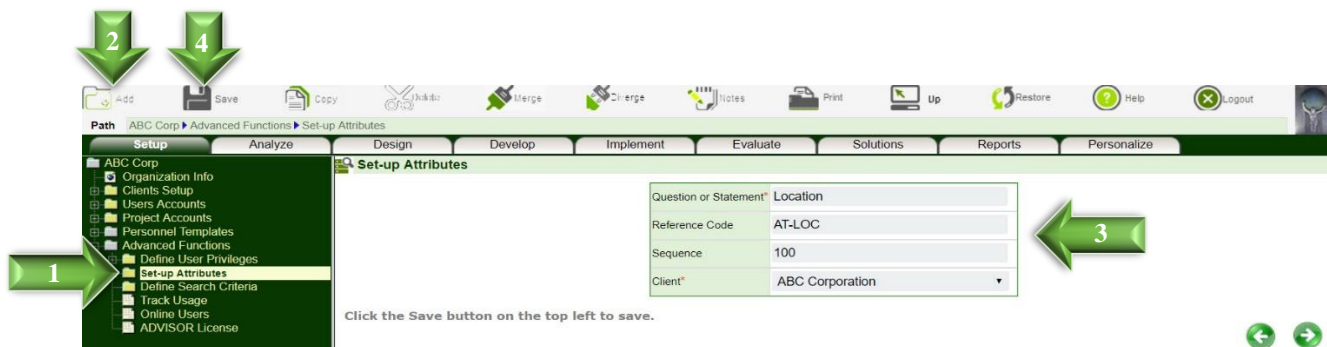 2 4
Add Save Copy Delete Merge Diverge Notes Print Up Restore Help Logout
Path ABC Corp Advanced Functions Set-up Attributes
Setup Analyze Design Develop Implement Evaluate Solutions Reports Personalize
ABC Corp
Organization Info
Clients Setup
Users Accounts
Project Accounts
Personnel Templates
Advanced Functions
Define User Privileges
1 Set-up Attributes
Define Search Criteria
Track Usage
Online Users
ADVISOR License
Set-up Attributes
Question or Statement* Location
Reference Code AT-LOC
3
Sequence 100
Client* ABC Corporation
Click the Save button on the top left to save.